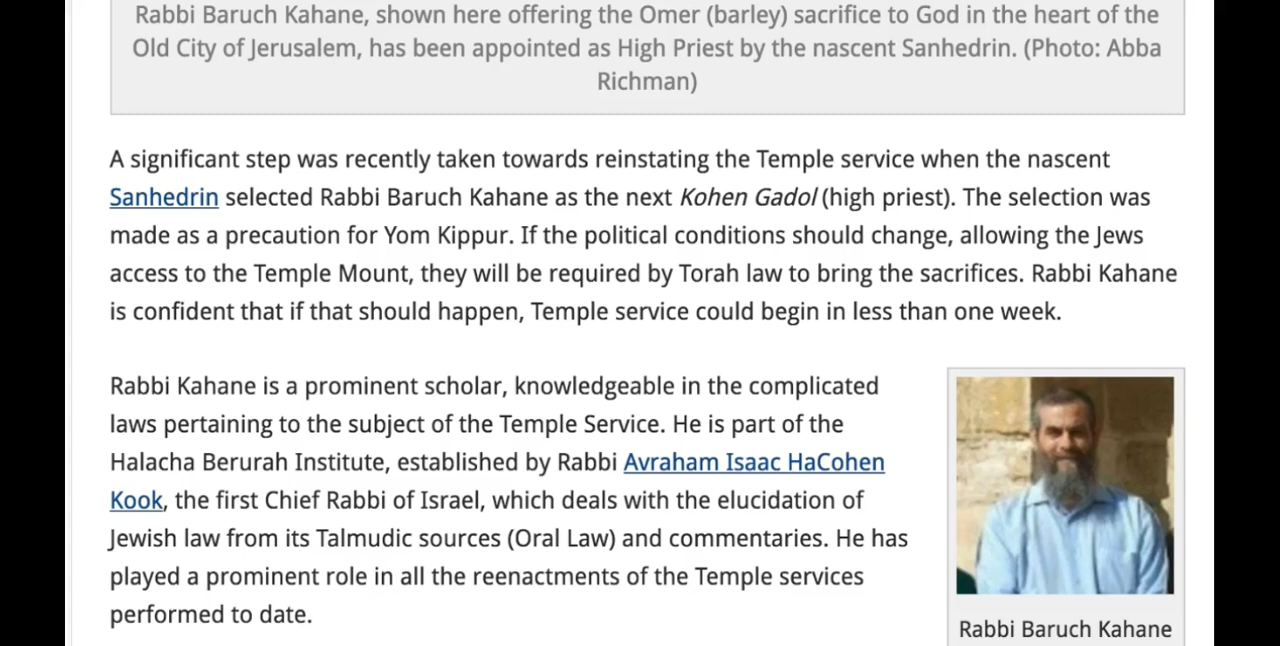 Rabbi Baruch Kahane, shown here offering the Omer (barley) sacrifice to God in the heart of the
Old City of Jerusalem, has been appointed as High Priest by the nascent Sanhedrin. (Photo: Abba
Richman)
A significant step was recently taken towards reinstating the Temple service when the nascent
Sanhedrin selected Rabbi Baruch Kahane as the next Kohen Gadol (high priest). The selection was
made as a precaution for Yom Kippur. If the political conditions should change, allowing the Jews
access to the Temple Mount, they will be required by Torah law to bring the sacrifices. Rabbi Kahane
is confident that if that should happen, Temple service could begin in less than one week.
Rabbi Kahane is a prominent scholar, knowledgeable in the complicated
laws pertaining to the subject of the Temple Service. He is part of the
Halacha Berurah Institute, established by Rabbi Avraham Isaac HaCohen
Kook, the first Chief Rabbi of Israel, which deals with the elucidation of
Jewish law from its Talmudic sources (Oral Law) and commentaries. He has
played a prominent role in all the reenactments of the Temple services
performed to date.
Rabbi Baruch Kahane